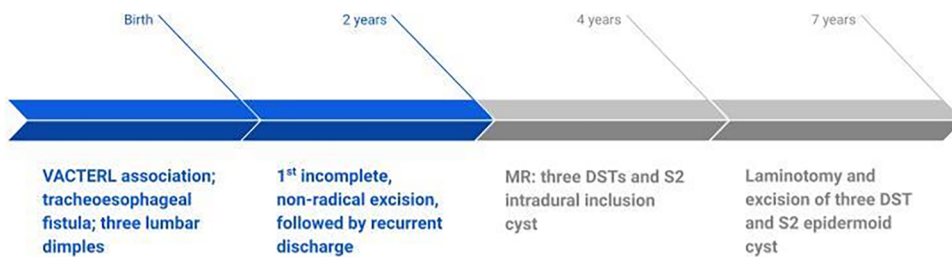 Birth
2 years
4 years
7 years
VACTERL association;
tracheoesophageal
fistula; three lumbar
dimples
1st incomplete,
non-radical excision,
followed by recurrent
discharge
MR: three DSTs and S2
intradural inclusion
cyst
Laminotomy and
excision of three DST
and S2 epidermoid
cyst